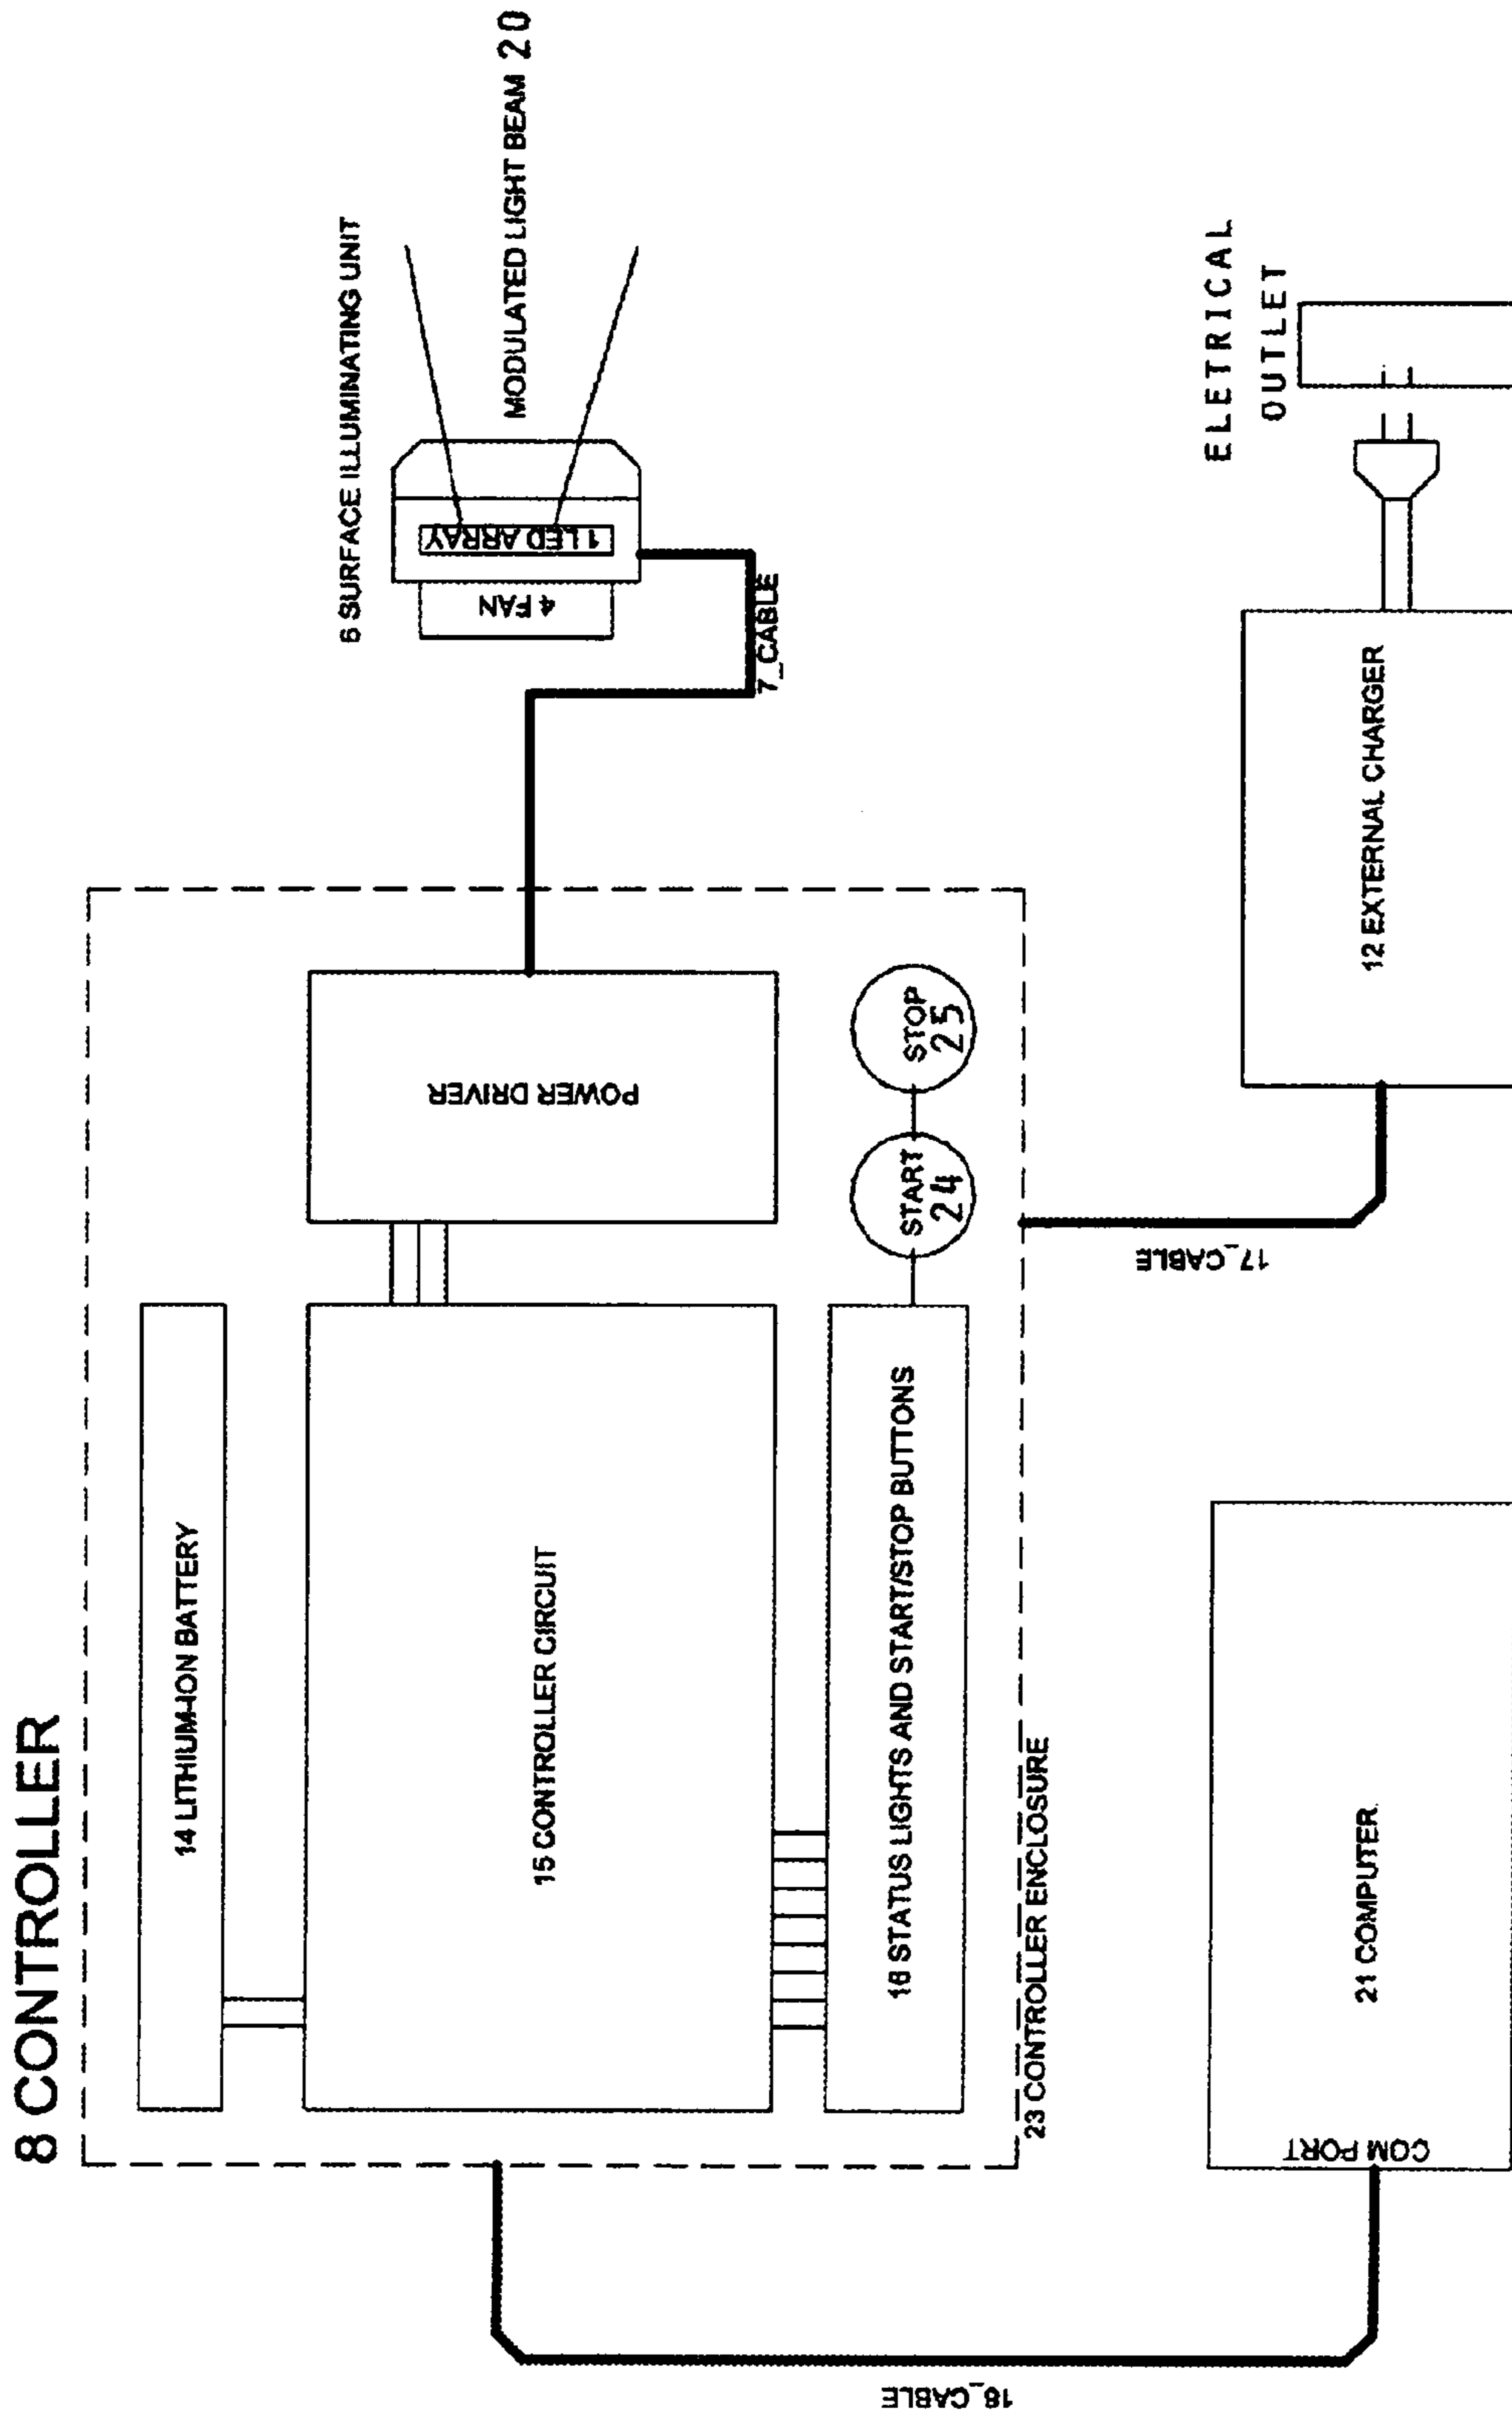 8 CONTROLLER
14 LITHIUM-ION BATTERY
15 CONTROLLER CIRCUIT
16 STATUS LIGHTS AND START/STOP BUTTONS
START
24
STOP
25
POWER DRIVER
23 CONTROLLER ENCLOSURE
6 SURFACE ILLUMINATING UNIT
4 FAN
1 LED ARRAY
MODULATED LIGHT BEAM 20
7_CABLE
17_CABLE
18_CABLE
COM PORT
21 COMPUTER
12 EXTERNAL CHARGER
ELETRICAL
OUTLET